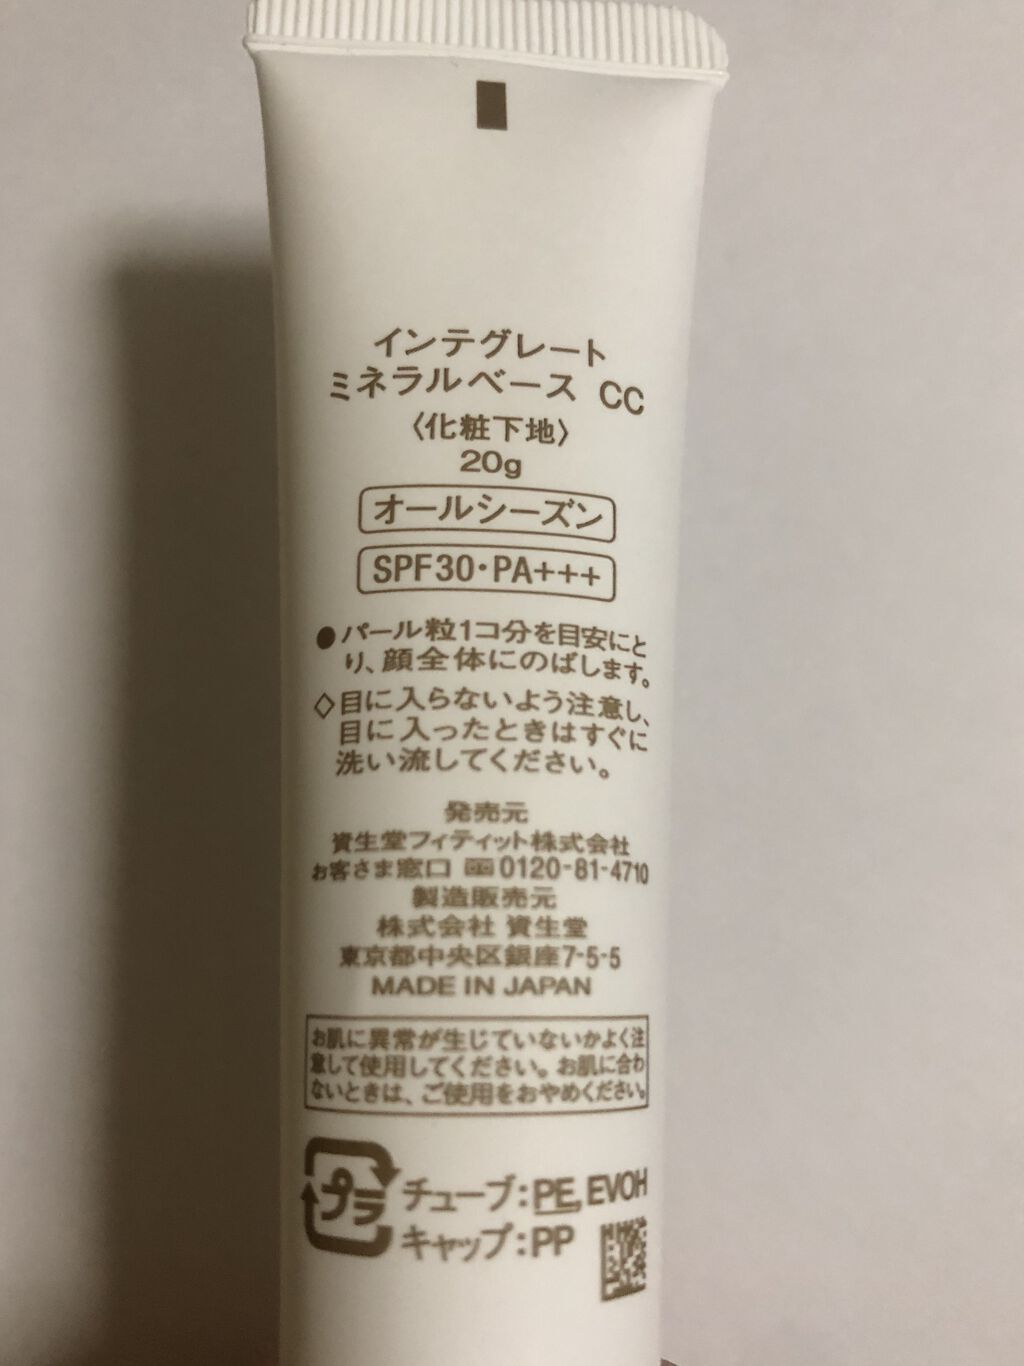 インテグレート
ミネラルベース CC
〈化粧下地〉
20g
オールシーズン
SPF30・PA+++
●パール粒1コ分を目安にと
り、顔全体にのばします。
◇目に入らないよう注意し、
目に入ったときはすぐに
洗い流してください。
発売元
資生堂フィティット株式会社
お客さま窓口 0120-81-4710
製造販売元
株式会社 資生堂
東京都中央区銀座7-5-5
MADE IN JAPAN
お肌に異常が生じていないかよく注
意して使用してください。お肌に合わ
ないときは、ご使用をおやめください。
プラ
チューブ:PE,EVOH
キャップ:PP